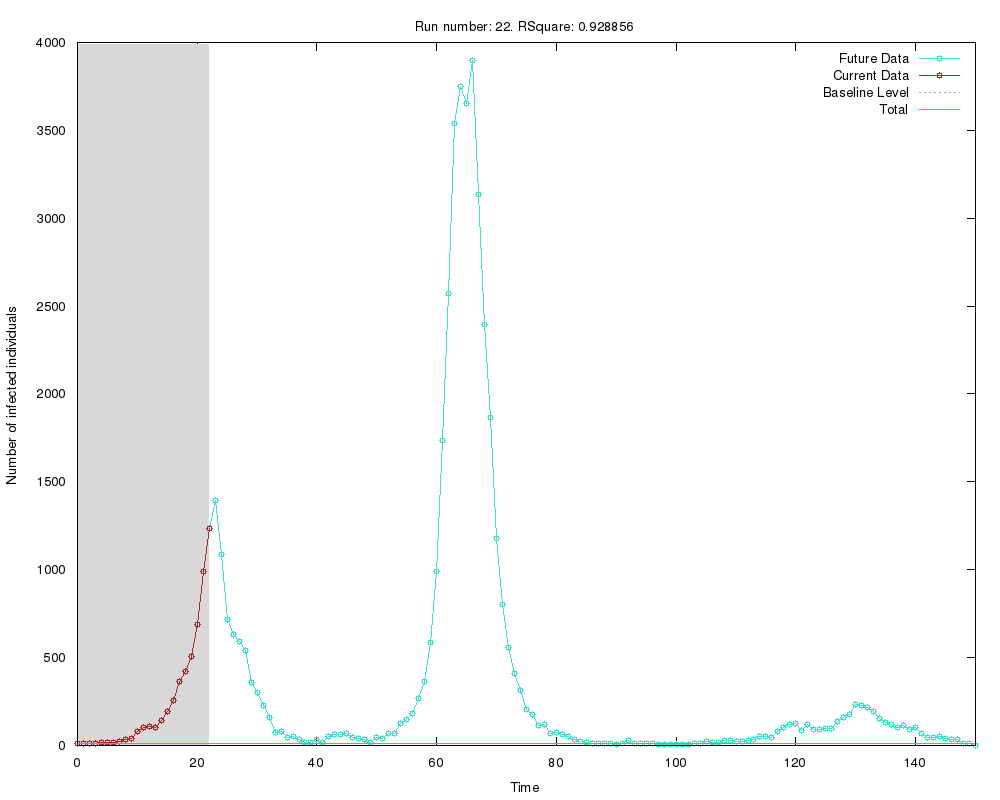 Run number: 22. RSquare: 0.928856
Number of infected individuals
4000
3500
3000
2500
2000
1500
1000
500
0
Future Data
Current Data
Baseline Level
Total
0 20 40 60 80 100 120 140
Time